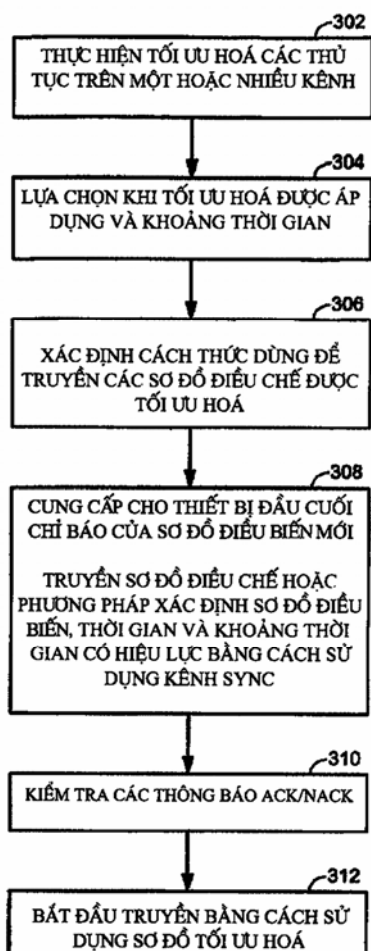 302
THỰC HIỆN TỐI ƯU HOÁ CÁC THỦ
TỤC TRÊN MỘT HOẶC NHIỀU KÊNH
304
LỰA CHỌN KHI TỐI ƯU HOÁ ĐƯỢC ÁP
DỤNG VÀ KHOẢNG THỜI GIAN
306
XÁC ĐỊNH CÁCH THỨC DÙNG ĐỂ
TRUYỀN CÁC SƠ ĐỒ ĐIỀU CHẾ ĐƯỢC
TỐI ƯU HOÁ
308
CUNG CẤP CHO THIẾT BỊ ĐẦU CUỐI
CHỈ BÁO CỦA SƠ ĐỒ ĐIỀU BIẾN MỚI
TRUYỀN SƠ ĐỒ ĐIỀU CHẾ HOẶC
PHƯƠNG PHÁP XÁC ĐỊNH SƠ ĐỒ ĐIỀU
BIẾN, THỜI GIAN VÀ KHOẢNG THỜI
GIAN CÓ HIỆU LỰC BẰNG CÁCH SỬ
DỤNG KÊNH SYNC
310
KIỂM TRA CÁC THÔNG BÁO ACK/NACK
312
BẮT ĐẦU TRUYỀN BẰNG CÁCH SỬ
DỤNG SƠ ĐỒ TỐI ƯU HOÁ